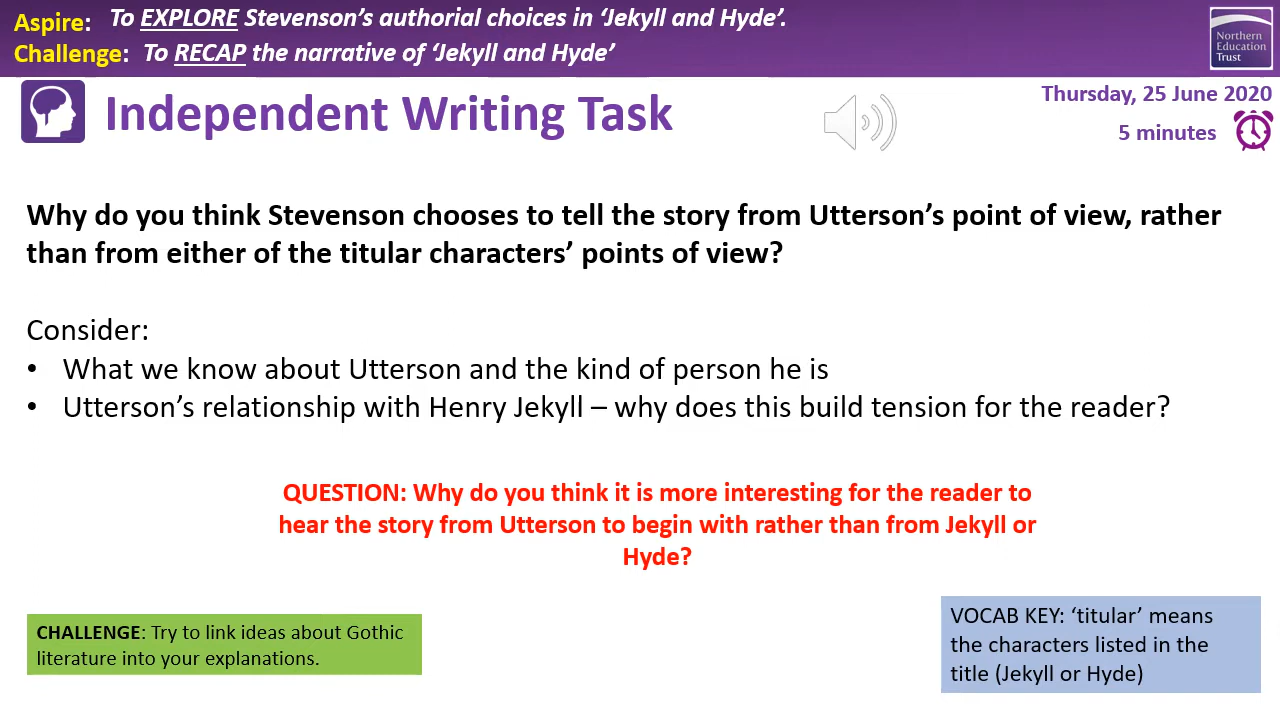 Aspire: To EXPLORE Stevenson’s authorial choices in ‘Jekyll and Hyde’.
Challenge: To RECAP the narrative of ‘Jekyll and Hyde’
Northern
Education
Trust
Independent Writing Task
Thursday, 25 June 2020
5 minutes
Why do you think Stevenson chooses to tell the story from Utterson’s point of view, rather
than from either of the titular characters’ points of view?
Consider:
• What we know about Utterson and the kind of person he is
• Utterson’s relationship with Henry Jekyll – why does this build tension for the reader?
QUESTION: Why do you think it is more interesting for the reader to
hear the story from Utterson to begin with rather than from Jekyll or
Hyde?
CHALLENGE: Try to link ideas about Gothic
literature into your explanations.
VOCAB KEY: ‘titular’ means
the characters listed in the
title (Jekyll or Hyde)